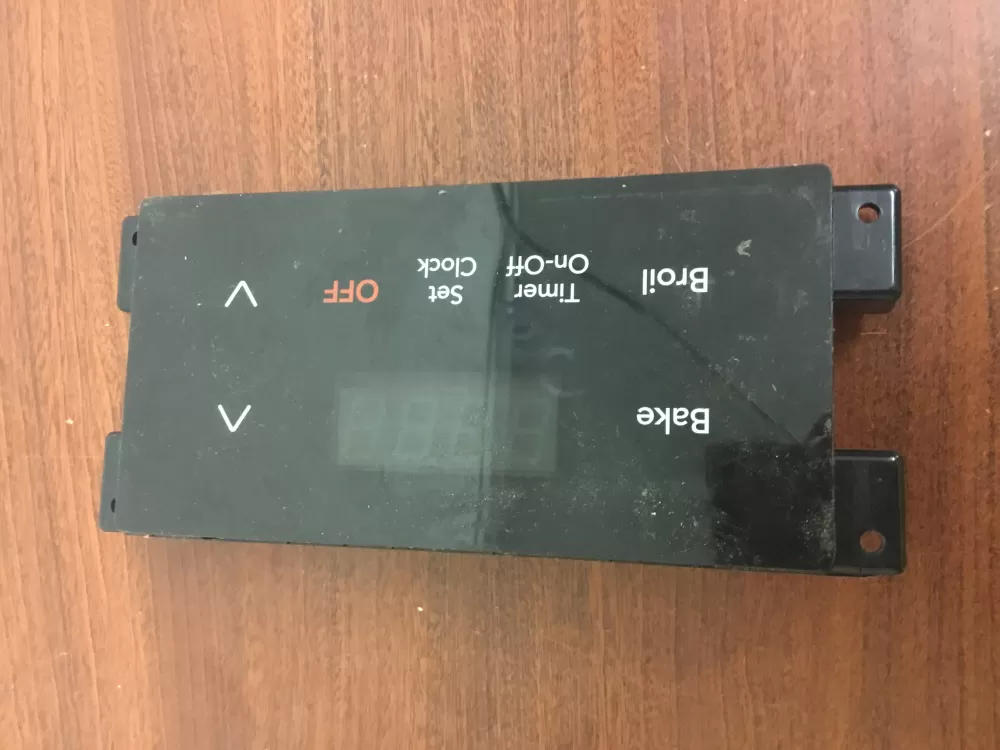 Bake
Broil
Timer
On-Off
Set
Clock
OFF